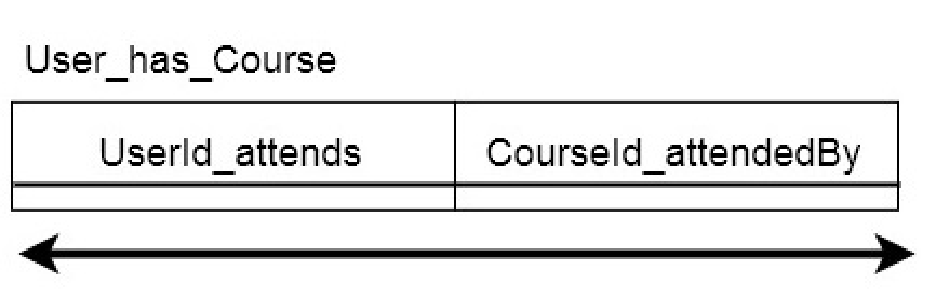 User_has_Course
UserId_attends CourseId_attendedBy